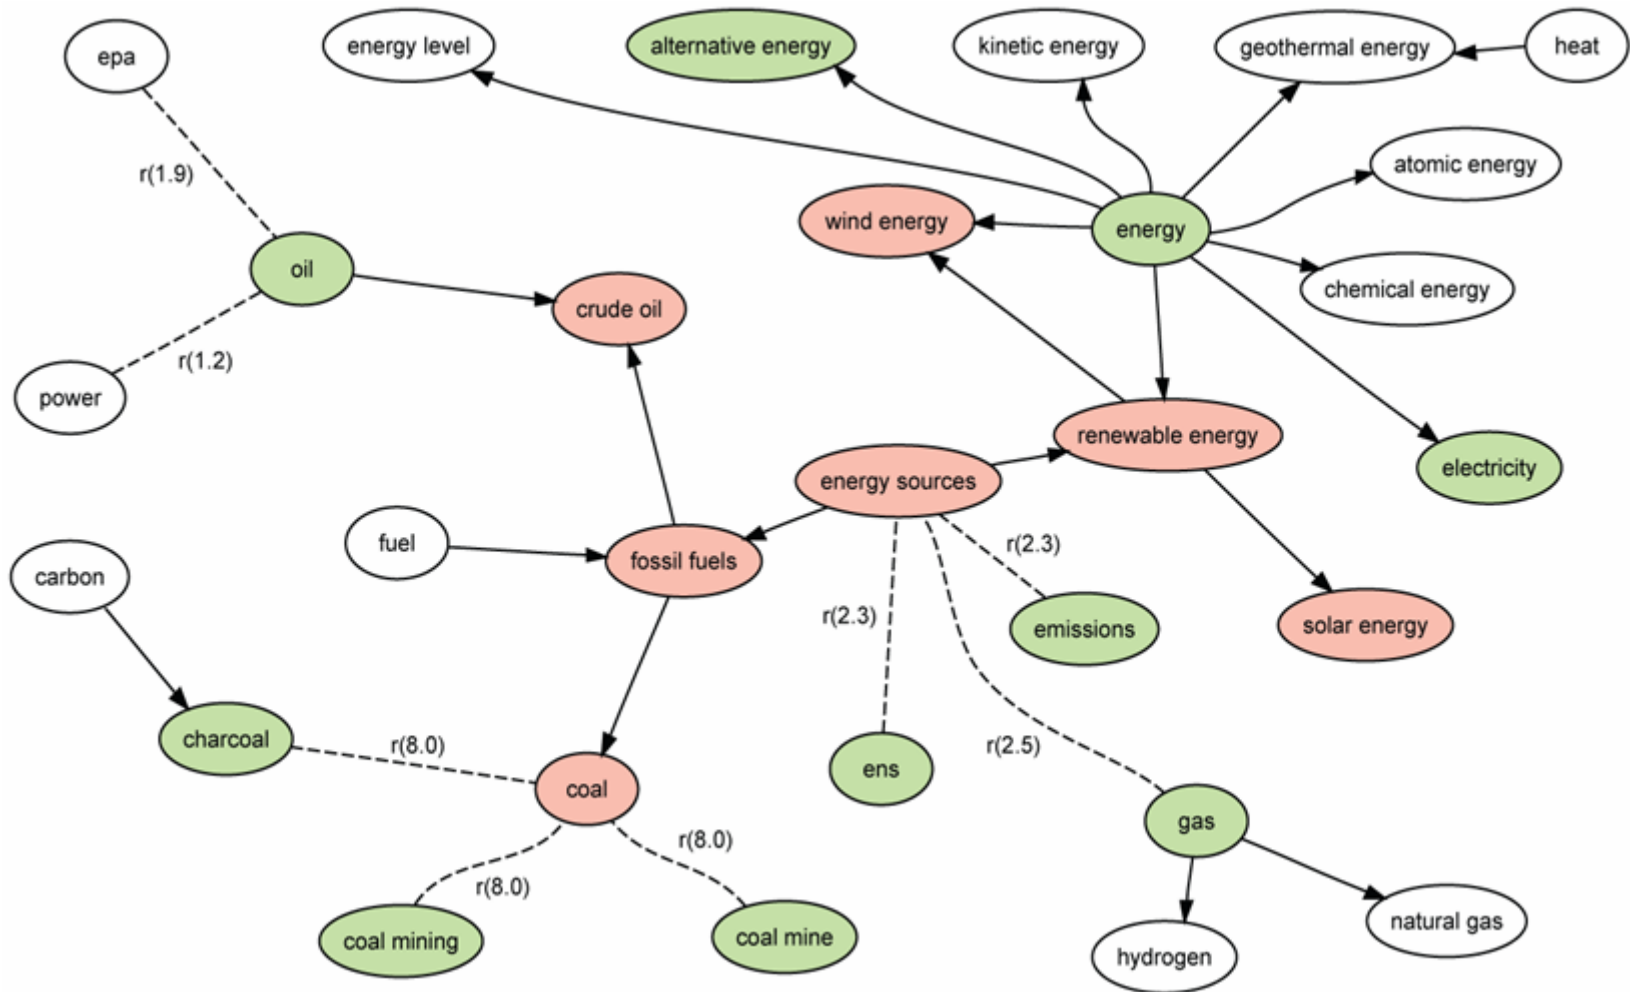 epa
energy level
alternative energy
kinetic energy
geothermal energy
heat
r(1.9)
atomic energy
wind energy
energy
oil
chemical energy
crude oil
r(1.2)
power
renewable energy
electricity
energy sources
fuel
r(2.3)
fossil fuels
carbon
r(2.3)
emissions
solar energy
charcoal
r(8.0)
r(2.5)
ens
coal
gas
r(8.0)
r(8.0)
coal mining
coal mine
natural gas
hydrogen